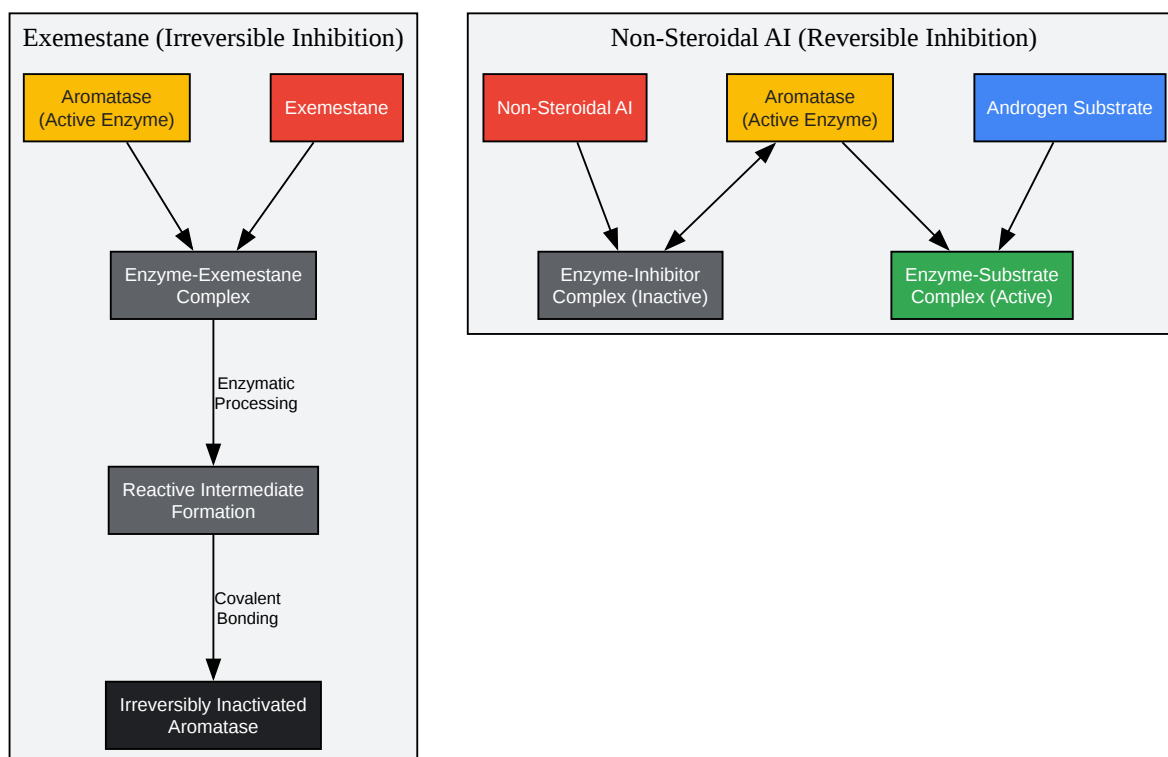 Exemestane (Irreversible Inhibition)
Aromatase
(Active Enzyme)
Exemestane
Enzyme-Exemestane
Complex
Enzymatic
Processing
Reactive Intermediate
Formation
Covalent
Bonding
Irreversibly Inactivated
Aromatase
Non-Steroidal AI (Reversible Inhibition)
Non-Steroidal AI
Aromatase
(Active Enzyme)
Androgen Substrate
Enzyme-Inhibitor
Complex (Inactive)
Enzyme-Substrate
Complex (Active)